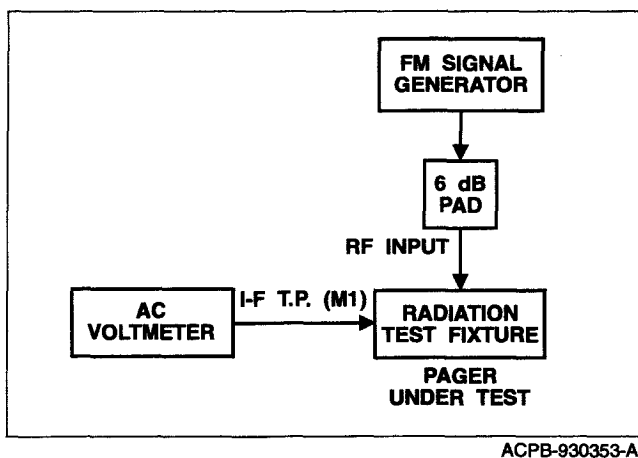 FM SIGNAL
GENERATOR
6 dB
PAD
RF INPUT
I-F T.P. (M1)
AC
VOLTMETER
RADIATION
TEST FIXTURE
PAGER
UNDER TEST
ACPB-930353-A